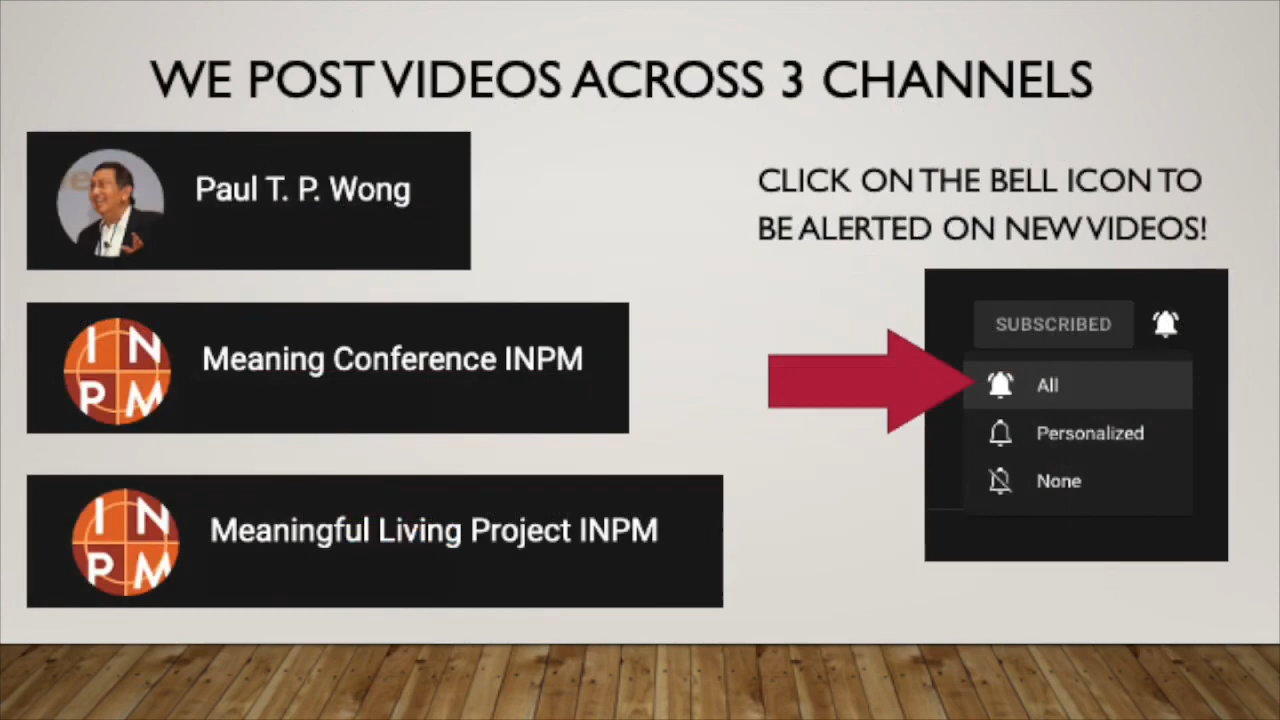 WE POST VIDEOS ACROSS 3 CHANNELS
Paul T. P. Wong
CLICK ON THE BELL ICON TO
BE ALERTED ON NEW VIDEOS!
I N
P M
Meaning Conference INPM
SUBSCRIBED
All
Personalized
None
I N
P M
Meaningful Living Project INPM